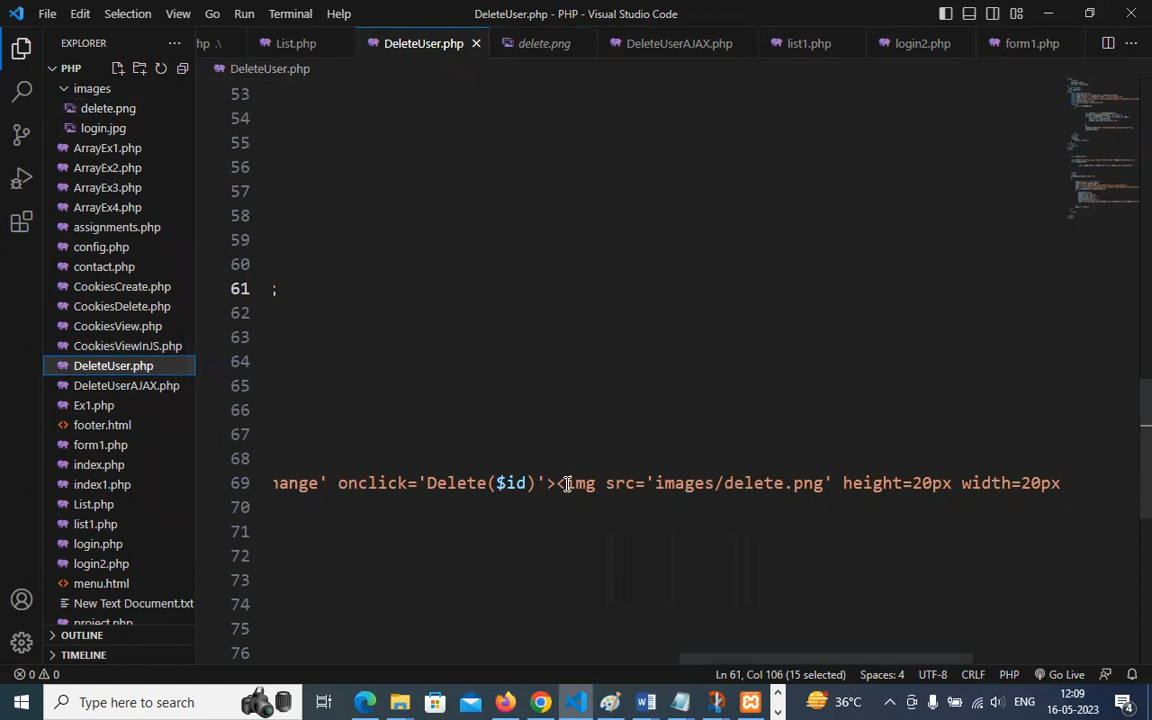 File Edit Selection View Go Run Terminal Help DeleteUser.php - PHP - Visual Studio Code
EXPLORER
hp .\ List.php DeleteUser.php delete.png DeleteUserAJAX.php list1.php login2.php form1.php
PHP
DeleteUser.php
images
delete.png
login.jpg
ArrayEx1.php
ArrayEx2.php
ArrayEx3.php
ArrayEx4.php
assignments.php
config.php
contact.php
CookiesCreate.php
CookiesDelete.php
CookiesView.php
CookiesViewInJS.php
DeleteUser.php
DeleteUserAJAX.php
Ex1.php
footer.html
form1.php
index.php
index1.php
List.php
list1.php
login.php
login2.php
menu.html
New Text Document.txt
project.php
OUTLINE
TIMELINE
53
54
55
56
57
58
59
60
61 ;
62
63
64
65
66
67
68
69 hange' onclick='Delete($id)'><img src='images/delete.png' height=20px width=20px
70
71
72
73
74
75
76
0 0 Ln 61, Col 106 (15 selected) Spaces: 4 UTF-8 CRLF PHP Go Live
Type here to search 36°C ENG 12:09 16-05-2023 4